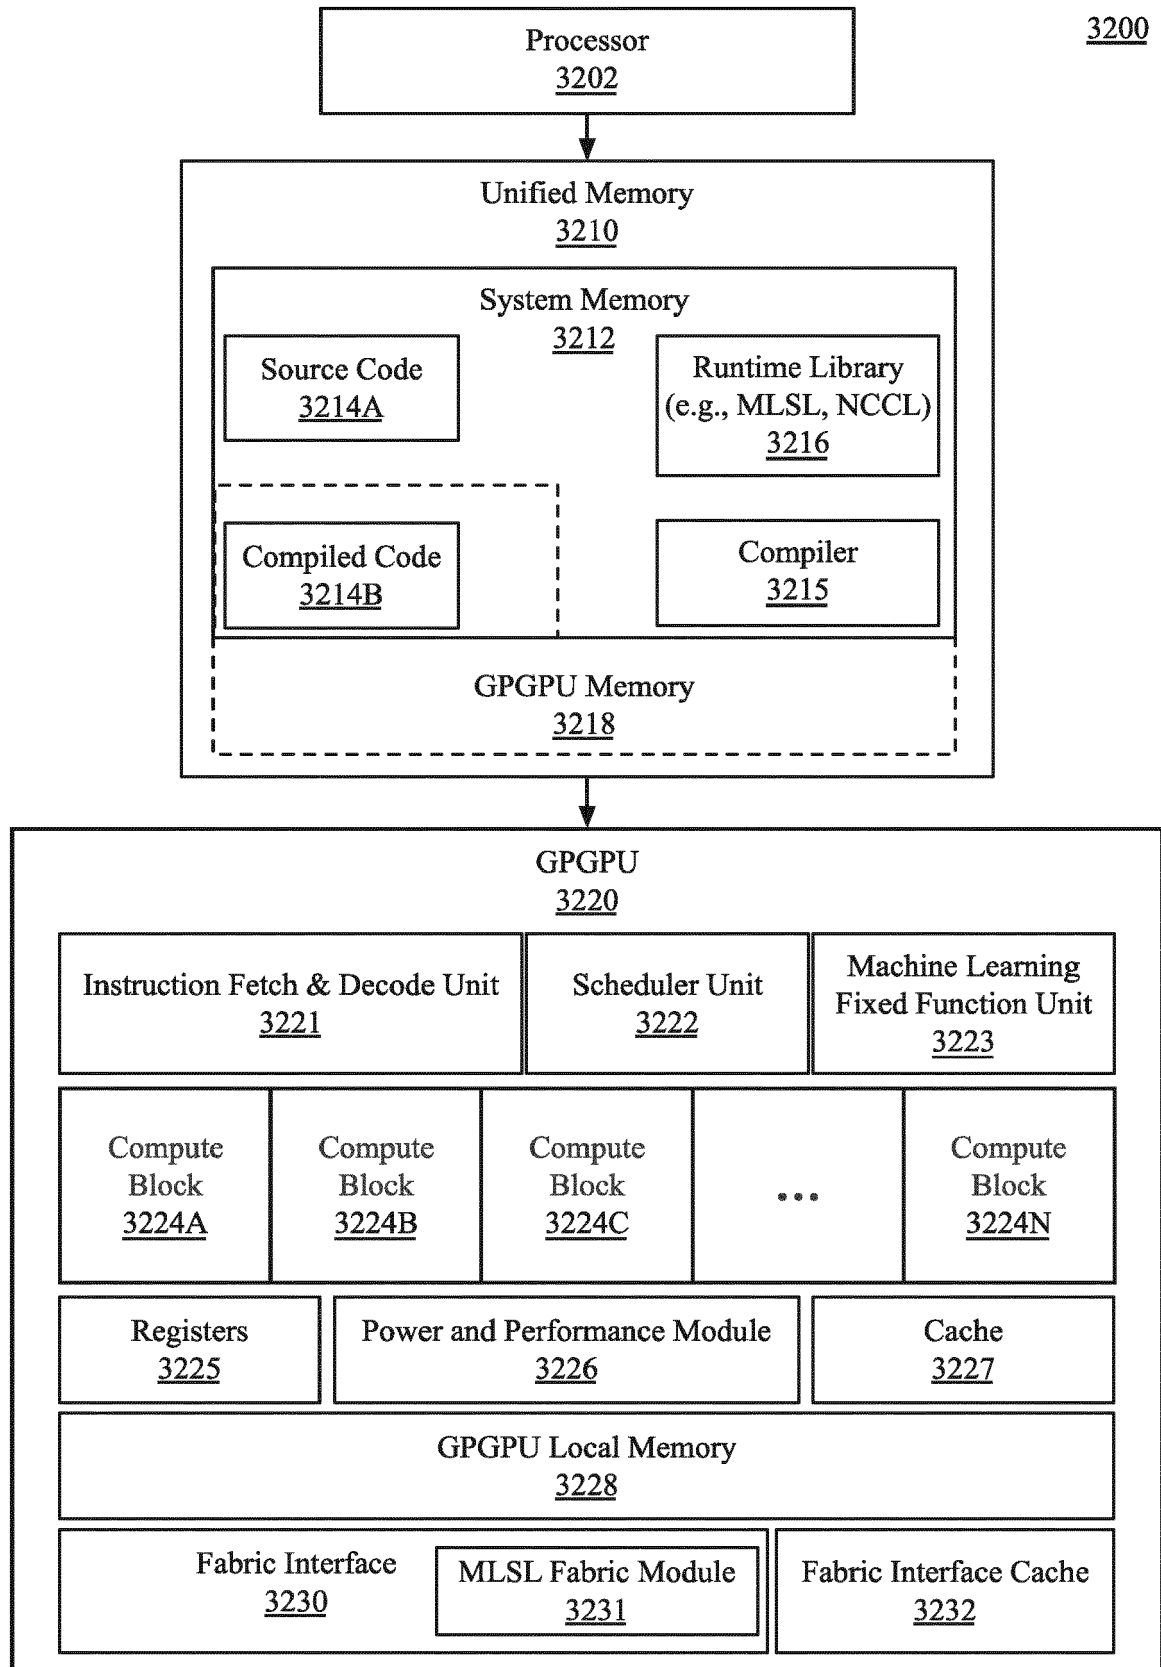 3200
Processor
3202
Unified Memory
3210
System Memory
3212
Source Code
3214A
Runtime Library
(e.g., MLSL, NCCL)
3216
Compiled Code
3214B
Compiler
3215
GPGPU Memory
3218
GPGPU
3220
Instruction Fetch & Decode Unit
3221
Scheduler Unit
3222
Machine Learning
Fixed Function Unit
3223
Compute
Block
3224A
Compute
Block
3224B
Compute
Block
3224C
...
Compute
Block
3224N
Registers
3225
Power and Performance Module
3226
Cache
3227
GPGPU Local Memory
3228
Fabric Interface
3230
MLSL Fabric Module
3231
Fabric Interface Cache
3232